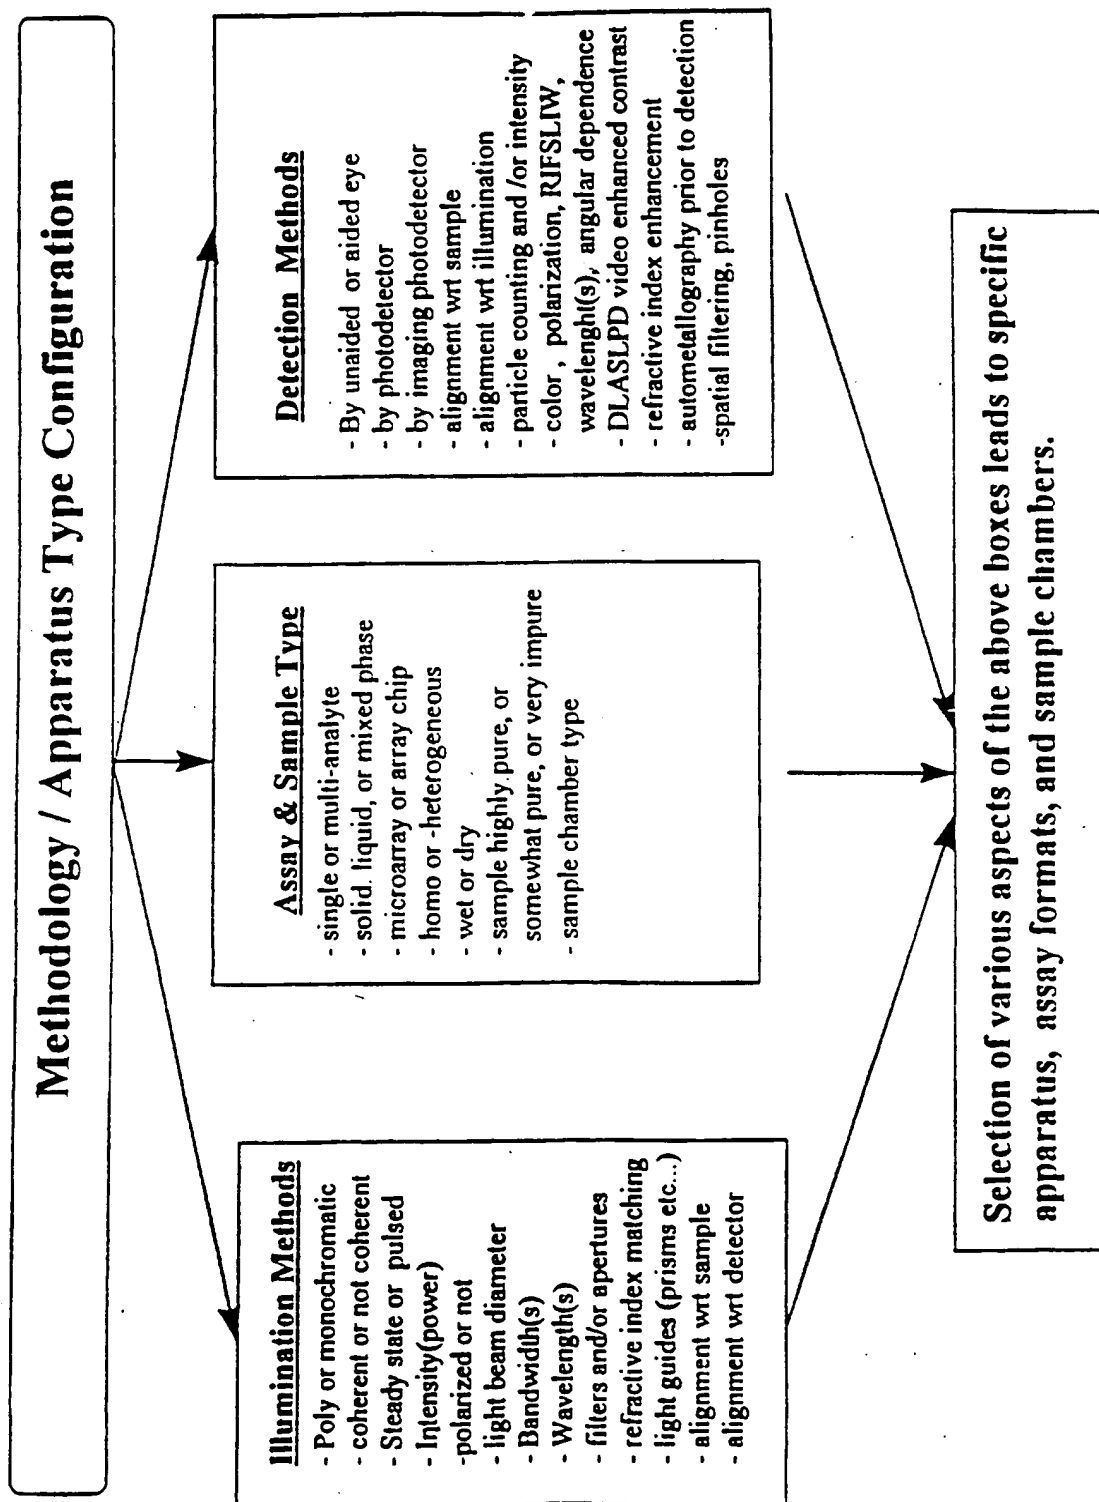 Methodology / Apparatus Type Configuration
Illumination Methods
- Poly or monochromatic
- coherent or not coherent
- Steady state or pulsed
- Intensity(power)
-polarized or not
- light beam diameter
- Bandwidth(s)
- Wavelength(s)
- filters and/or apertures
- refractive index matching
- light guides (prisms etc...)
- alignment wrt sample
- alignment wrt detector
Assay & Sample Type
- single or multi-analyte
- solid. liquid, or mixed phase
- microarray or array chip
- homo or -heterogeneous
- wet or dry
- sample highly pure, or
somewhat pure, or very impure
- sample chamber type
Detection Methods
- By unaided or aided eye
- by photodetector
- by imaging photodetector
- alignment wrt sample
- alignment wrt illumination
- particle counting and /or intensity
- color , polarization, RIFSLIW,
wavelenght(s), angular dependence
- DLASLPD video enhanced contrast
- refractive index enhancement
- autometallography prior to detection
-spatial filtering, pinholes
Selection of various aspects of the above boxes leads to specific
apparatus, assay formats, and sample chambers.